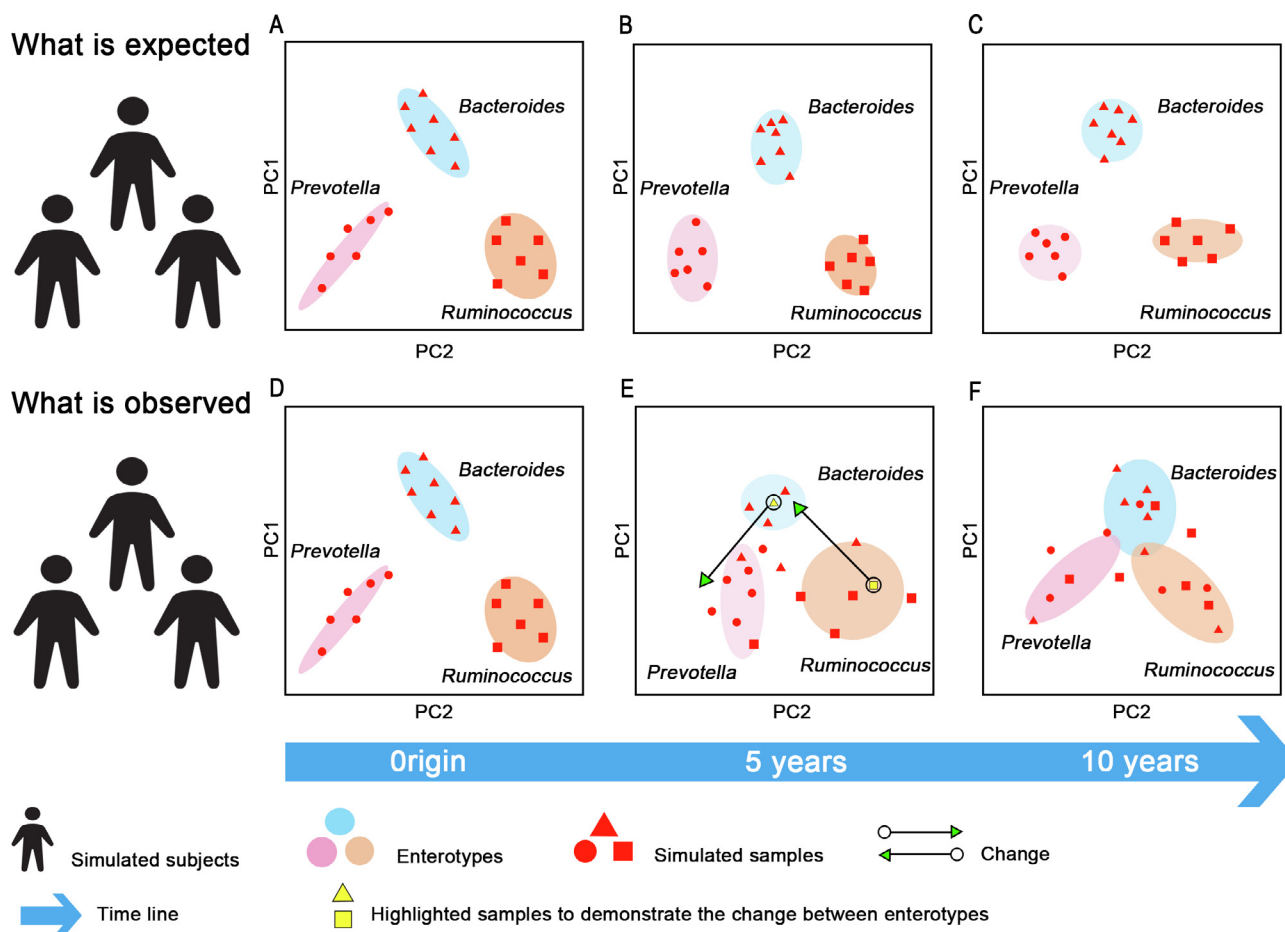 What is expected
A
Bacteroides
Prevotella
Ruminococcus
PC1
PC2
B
Bacteroides
Prevotella
Ruminococcus
PC1
PC2
C
Bacteroides
Prevotella
Ruminococcus
PC1
PC2
What is observed
D
Bacteroides
Prevotella
Ruminococcus
PC1
PC2
E
Bacteroides
Prevotella
Ruminococcus
PC1
PC2
F
Bacteroides
Prevotella
Ruminococcus
PC1
PC2
0rigin
5 years
10 years
Simulated subjects
Enterotypes
Simulated samples
Change
Time line
Highlighted samples to demonstrate the change between enterotypes